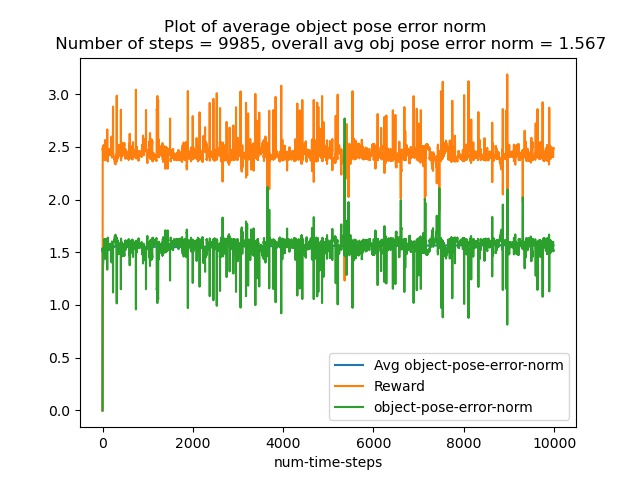 Plot of average object pose error norm
Number of steps = 9985, overall avg obj pose error norm = 1.567
3.0
2.5
2.0
1.5
1.0
0.5
0.0
Avg object-pose-error-norm
Reward
object-pose-error-norm
0 2000 4000 6000 8000 10000
num-time-steps